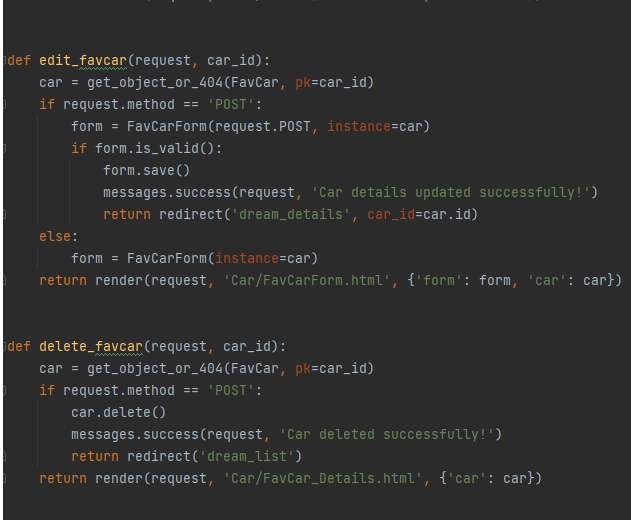 def edit_favcar(request, car_id):
    car = get_object_or_404(FavCar, pk=car_id)
    if request.method == 'POST':
        form = FavCarForm(request.POST, instance=car)
        if form.is_valid():
            form.save()
            messages.success(request, 'Car details updated successfully!')
            return redirect('dream_details', car_id=car.id)
    else:
        form = FavCarForm(instance=car)
    return render(request, 'Car/FavCarForm.html', {'form': form, 'car': car})
def delete_favcar(request, car_id):
    car = get_object_or_404(FavCar, pk=car_id)
    if request.method == 'POST':
        car.delete()
        messages.success(request, 'Car deleted successfully!')
        return redirect('dream_list')
    return render(request, 'Car/FavCar_Details.html', {'car': car})